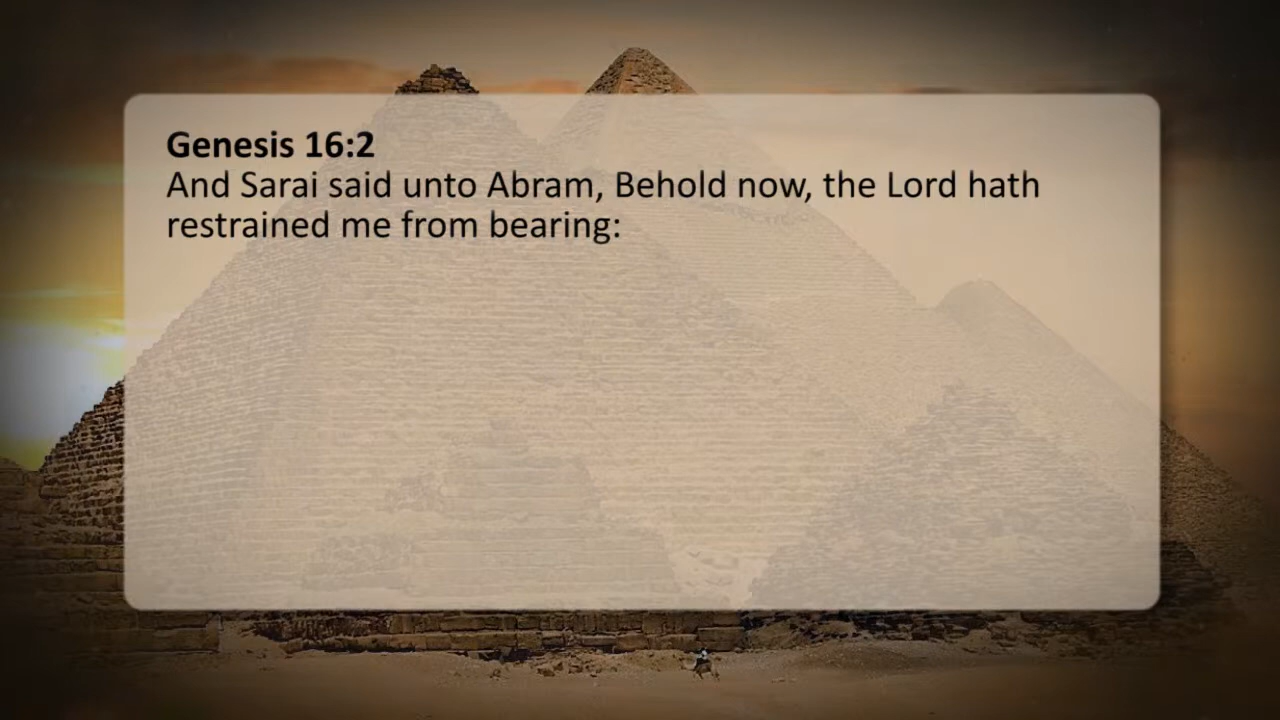 Genesis 16:2
And Sarai said unto Abram, Behold now, the Lord hath
restrained me from bearing: